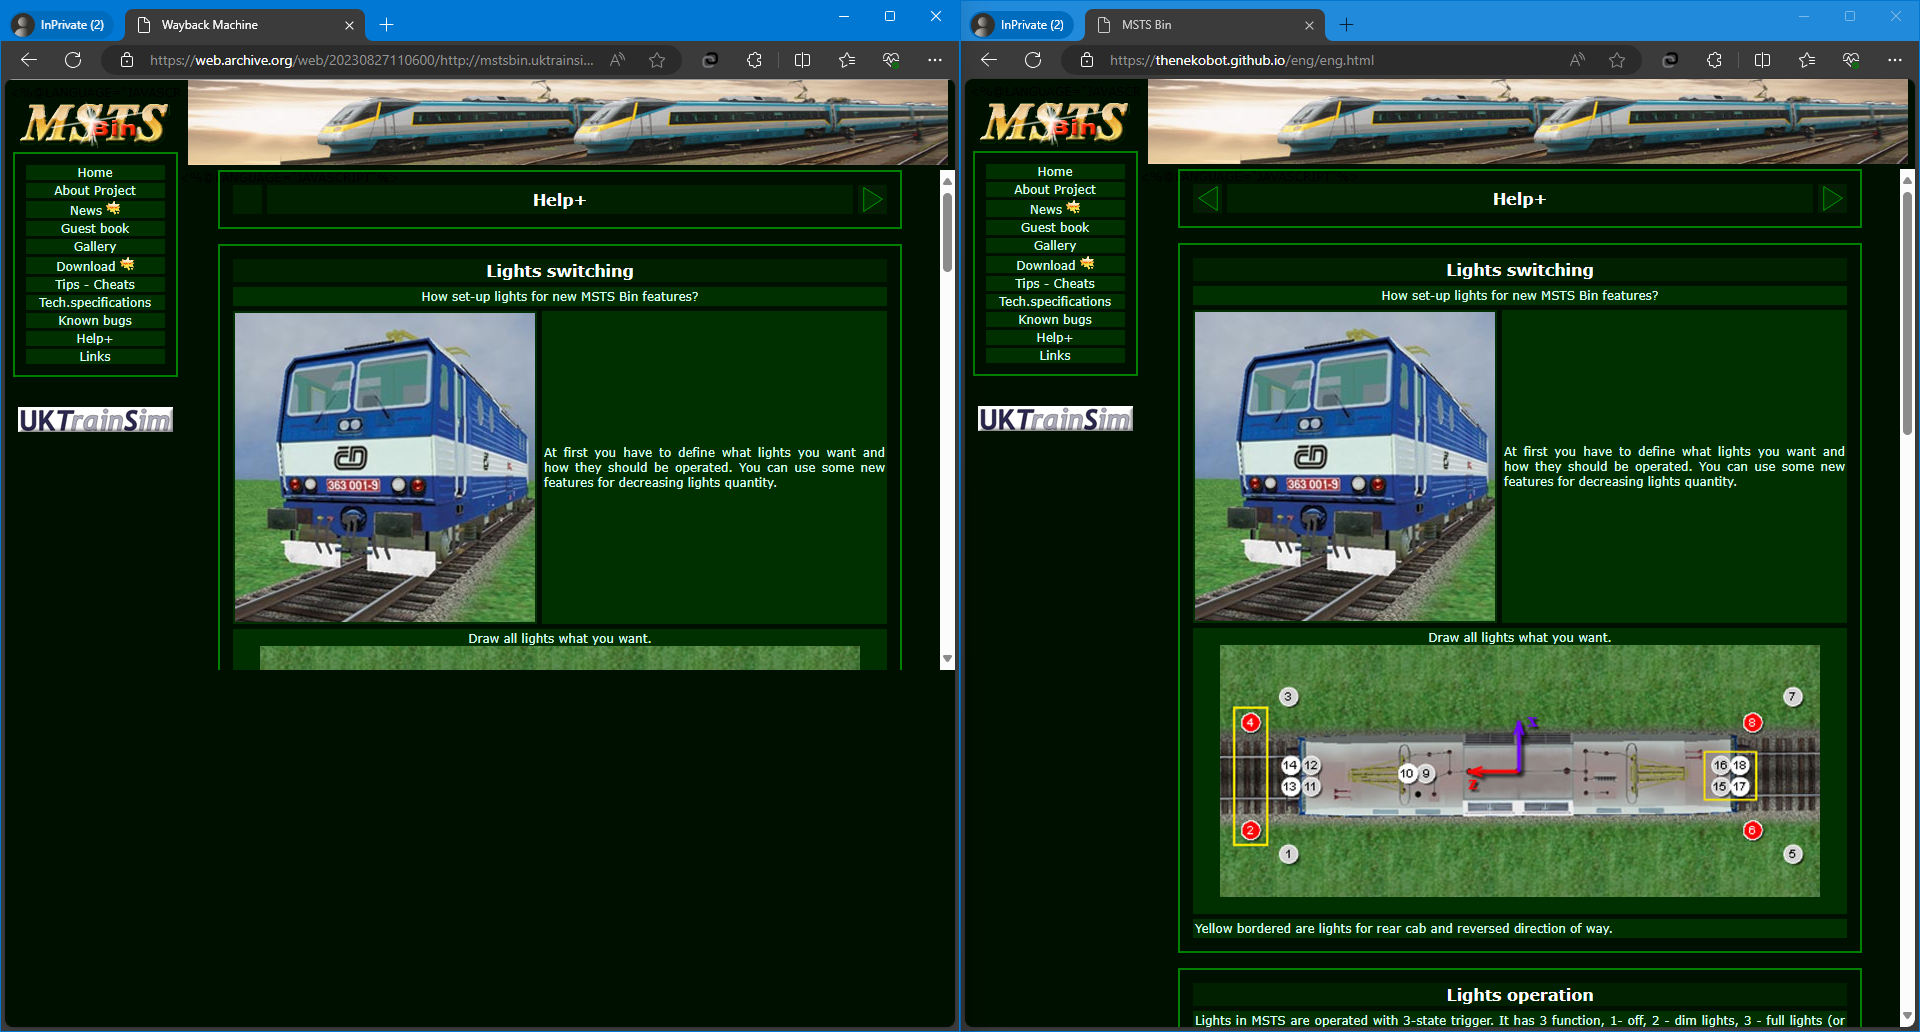 InPrivate (2)
Wayback Machine
https://web.archive.org/web/20230827110600/http://mstsbin.uktrainsi...
MSTS
Bin
Home
About Project
News
Guest book
Gallery
Download
Tips - Cheats
Tech.specifications
Known bugs
Help+
Links
UKTrainSim
Help+
Lights switching
How set-up lights for new MSTS Bin features?
363 001-9
At first you have to define what lights you want and
how they should be operated. You can use some new
features for decreasing lights quantity.
Draw all lights what you want.
InPrivate (2)
MSTS Bin
https://thenekobot.github.io/eng/eng.html
MSTS
Bin
Home
About Project
News
Guest book
Gallery
Download
Tips - Cheats
Tech.specifications
Known bugs
Help+
Links
UKTrainSim
Help+
Lights switching
How set-up lights for new MSTS Bin features?
363 001-9
At first you have to define what lights you want and
how they should be operated. You can use some new
features for decreasing lights quantity.
Draw all lights what you want.
3 7
4 X 8
14 12 10 9 16 18
13 11 Z 15 17
2 6
1 5
Yellow bordered are lights for rear cab and reversed direction of way.
Lights operation
Lights in MSTS are operated with 3-state trigger. It has 3 function, 1- off, 2 - dim lights, 3 - full lights (or